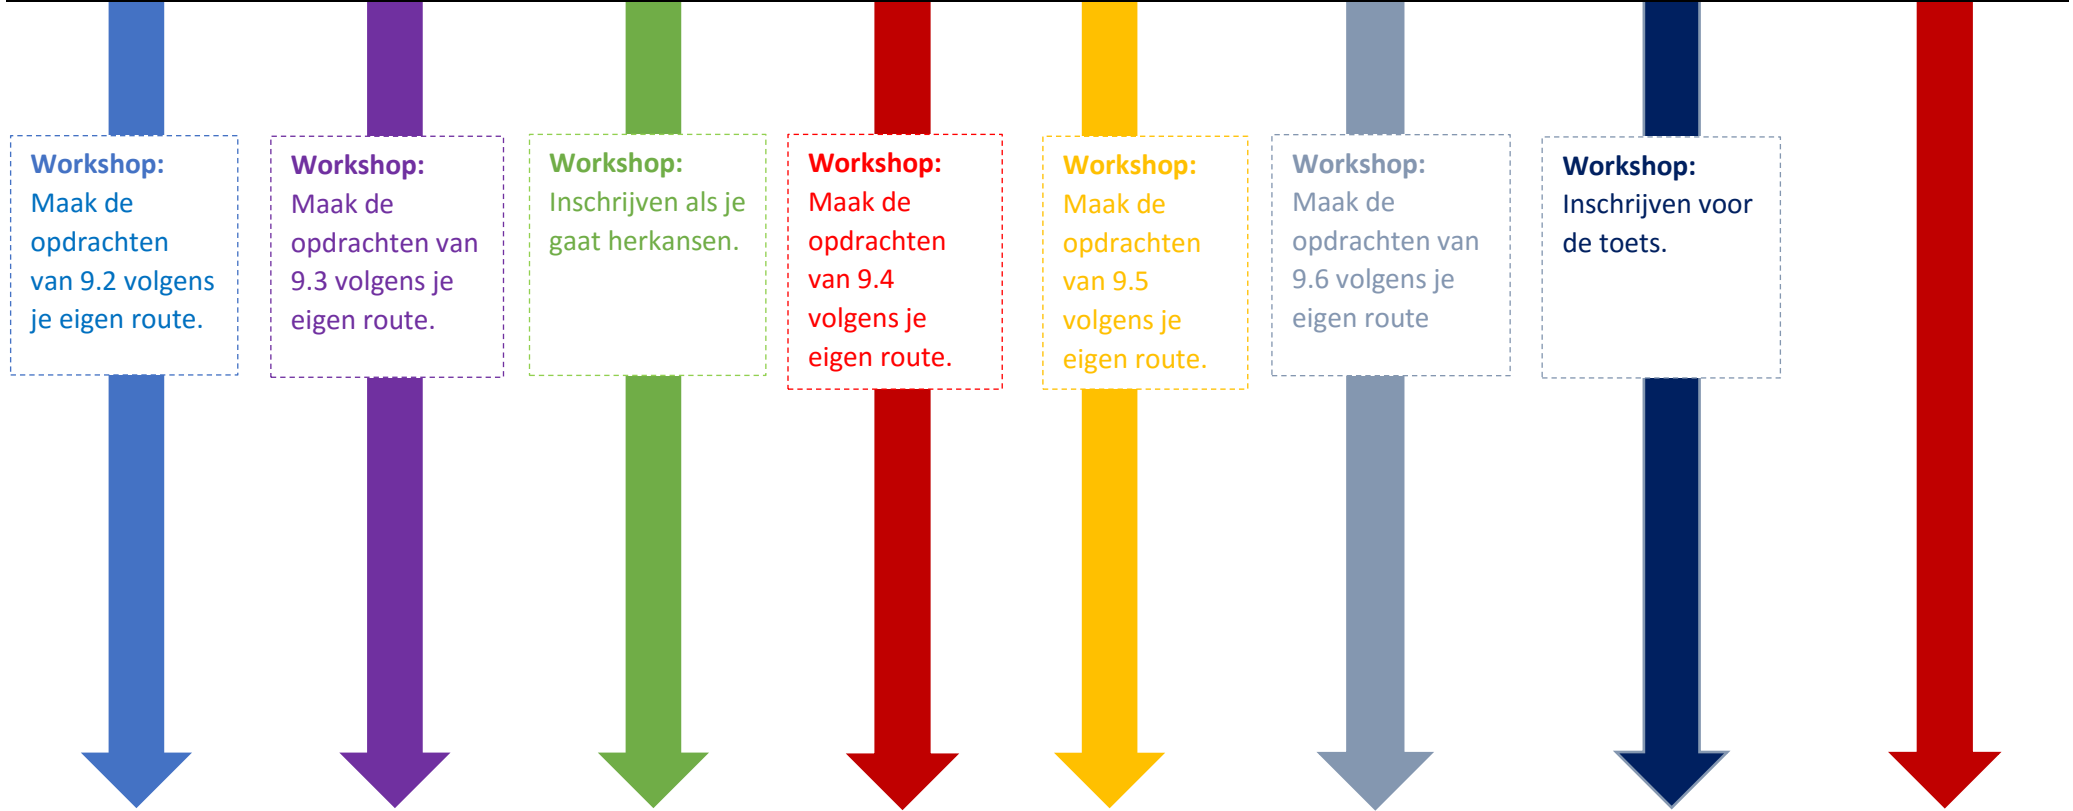 Workshop:
Maak de
opdrachten
van 9.2 volgens
je eigen route.
Workshop:
Maak de
opdrachten van
9.3 volgens je
eigen route.
Workshop:
Inschrijven als je
gaat herkansen.
Workshop:
Maak de
opdrachten
van 9.4
volgens je
eigen route.
Workshop:
Maak de
opdrachten
van 9.5
volgens je
eigen route.
Workshop:
Maak de
opdrachten van
9.6 volgens je
eigen route
Workshop:
Inschrijven voor
de toets.